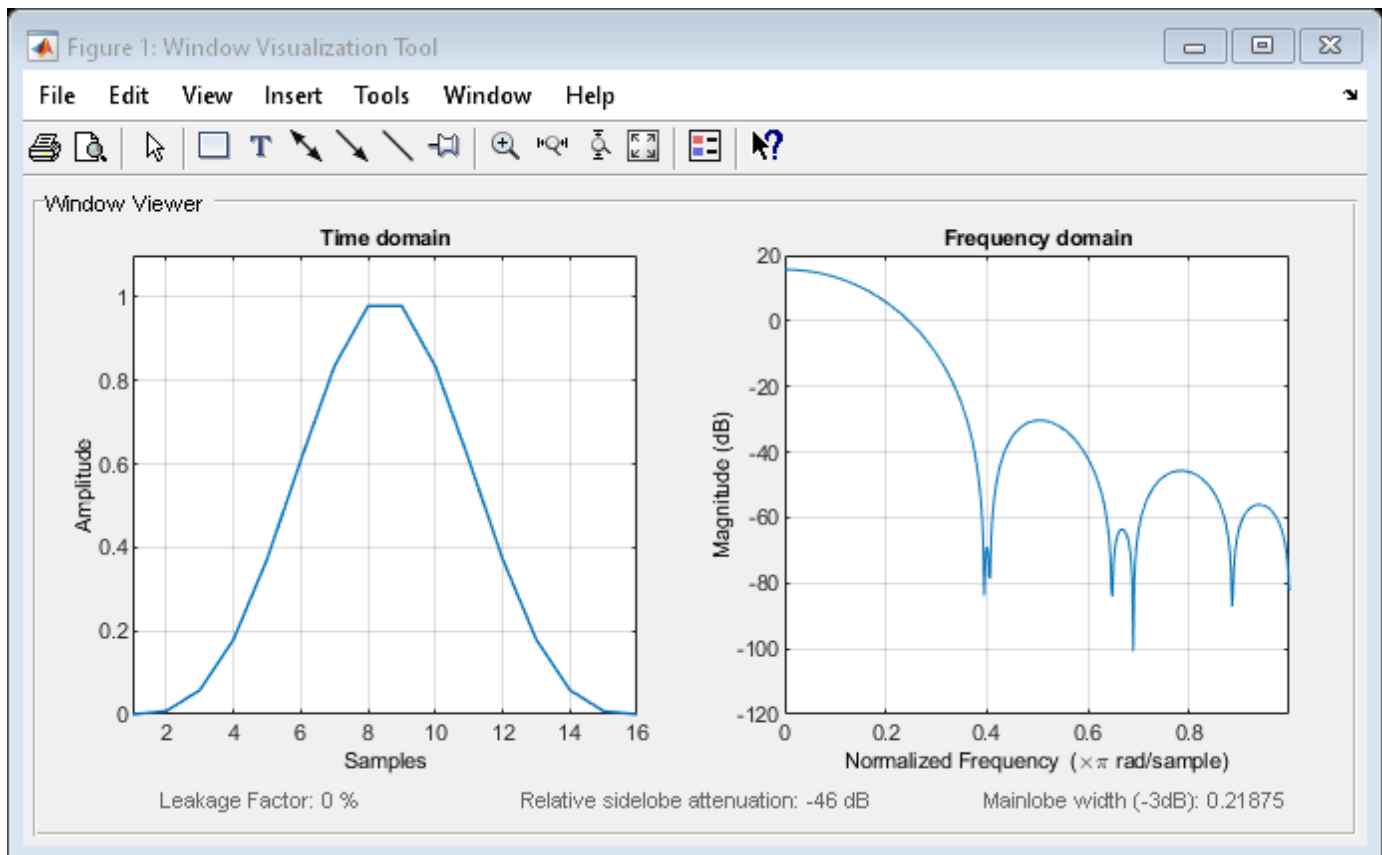 Figure 1: Window Visualization Tool
File Edit View Insert Tools Window Help
T
Window Viewer
Time domain
1
0.8
0.6
0.4
0.2
0
Amplitude
2 4 6 8 10 12 14 16
Samples
Frequency domain
20
0
-20
-40
-60
-80
-100
-120
Magnitude (dB)
0 0.2 0.4 0.6 0.8
Normalized Frequency (×π rad/sample)
Leakage Factor: 0 % Relative sidelobe attenuation: -46 dB Mainlobe width (-3dB): 0.21875